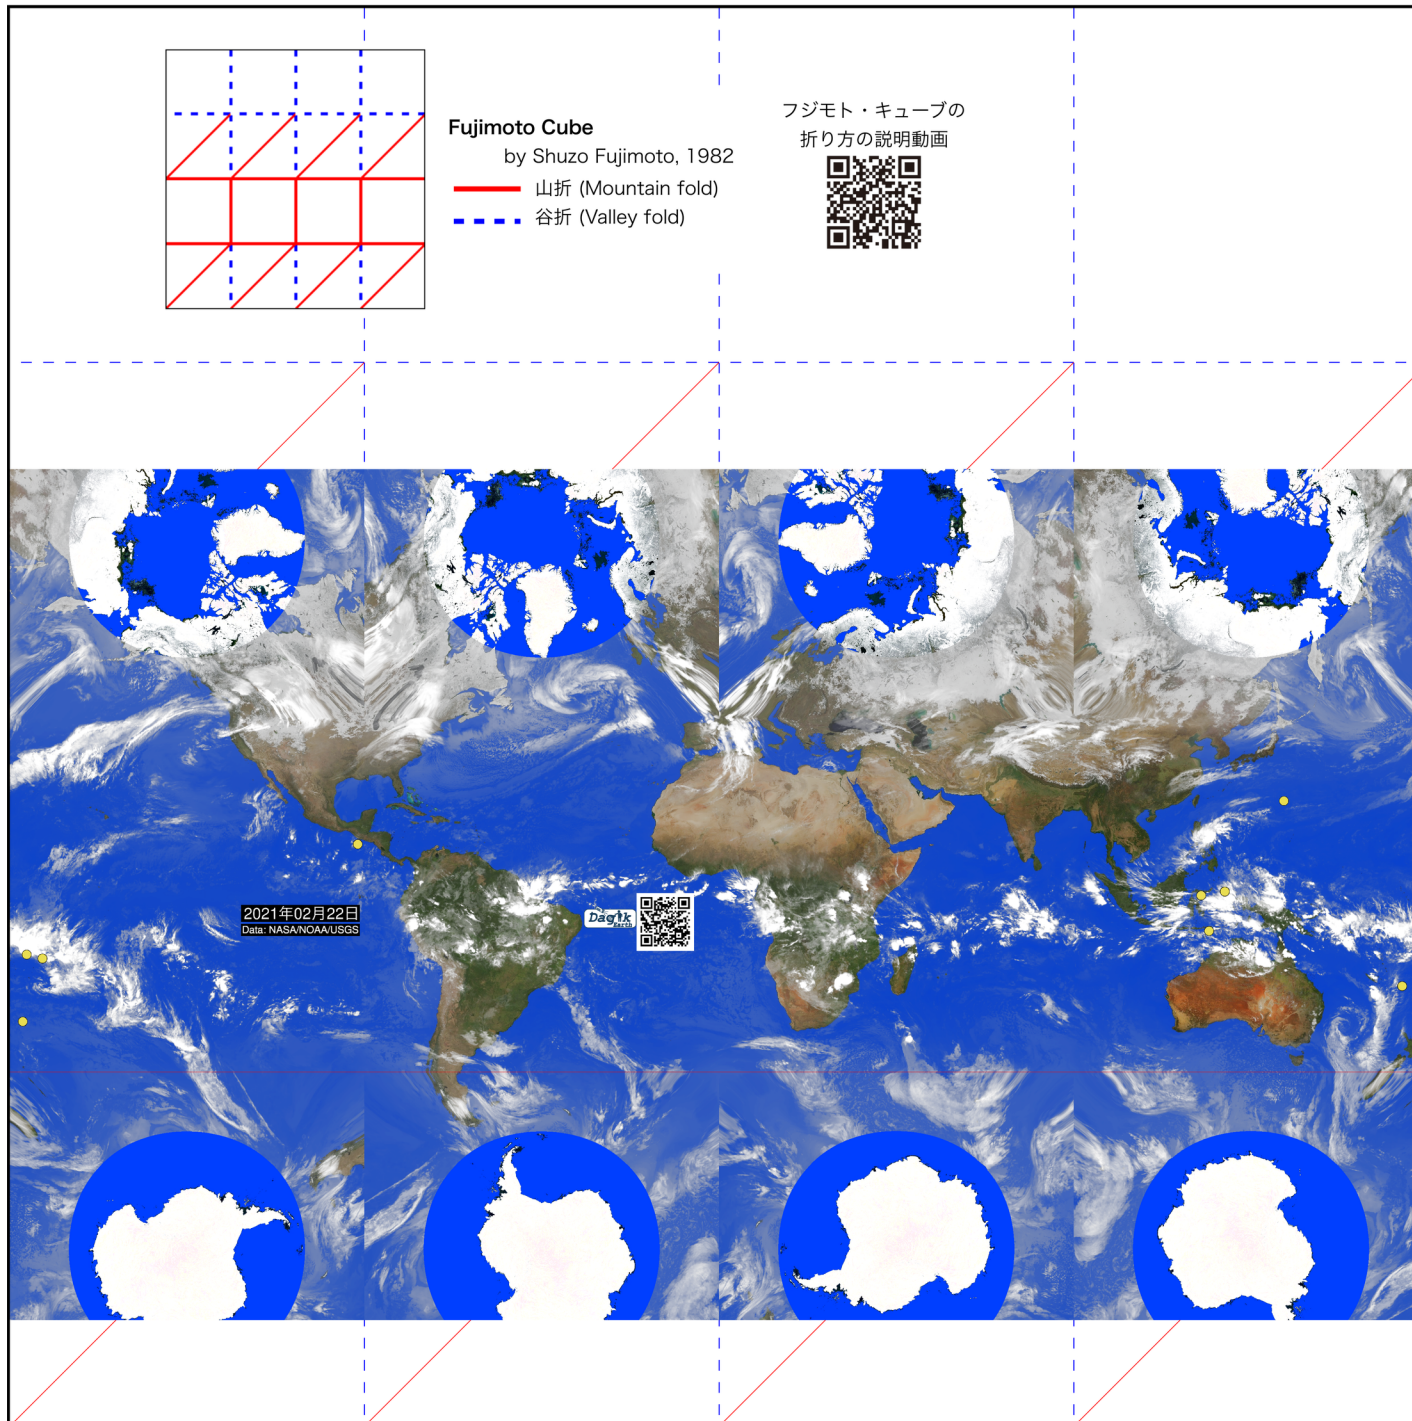 Fujimoto Cube
by Shuzo Fujimoto, 1982
山折 (Mountain fold)
谷折 (Valley fold)
フジモト・キューブの
折り方の説明動画
2021年02月22日
Data: NASA/NOAA/USGS
Dagik
Earth